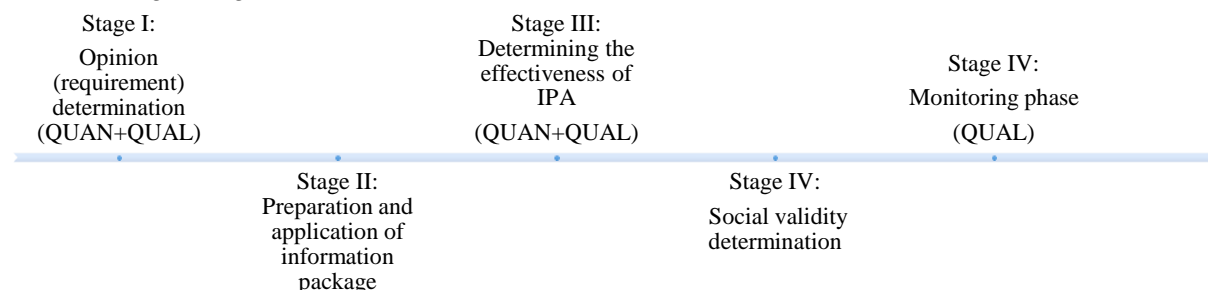 Stage I:
Opinion
(requirement)
determination
(QUAN+QUAL)
Stage II:
Preparation and
application of
information
package
Stage III:
Determining the
effectiveness of
IPA
(QUAN+QUAL)
Stage IV:
Social validity
determination
Stage IV:
Monitoring phase
(QUAL)